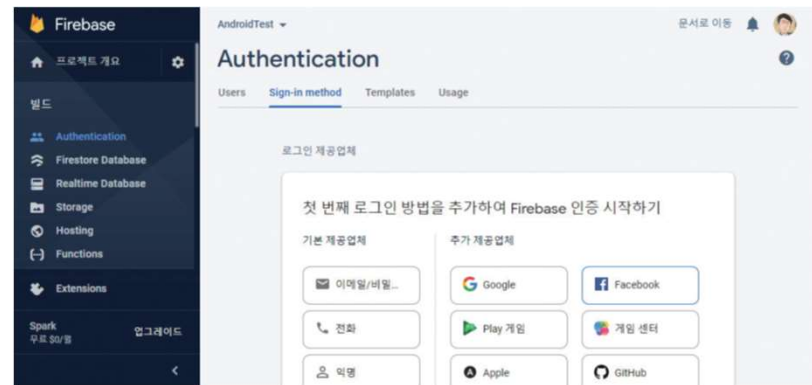 Firebase
프로젝트 개요
빌드
Authentication
Firestore Database
Realtime Database
Storage
Hosting
Functions
Extensions
Spark
무료 $0/월
업그레이드
AndroidTest
문서로 이동
Authentication
Users Sign-in method Templates Usage
로그인 제공업체
첫 번째 로그인 방법을 추가하여 Firebase 인증 시작하기
기본 제공업체 추가 제공업체
이메일/비밀... Google Facebook
전화 Play 게임 게임 센터
익명 Apple GitHub